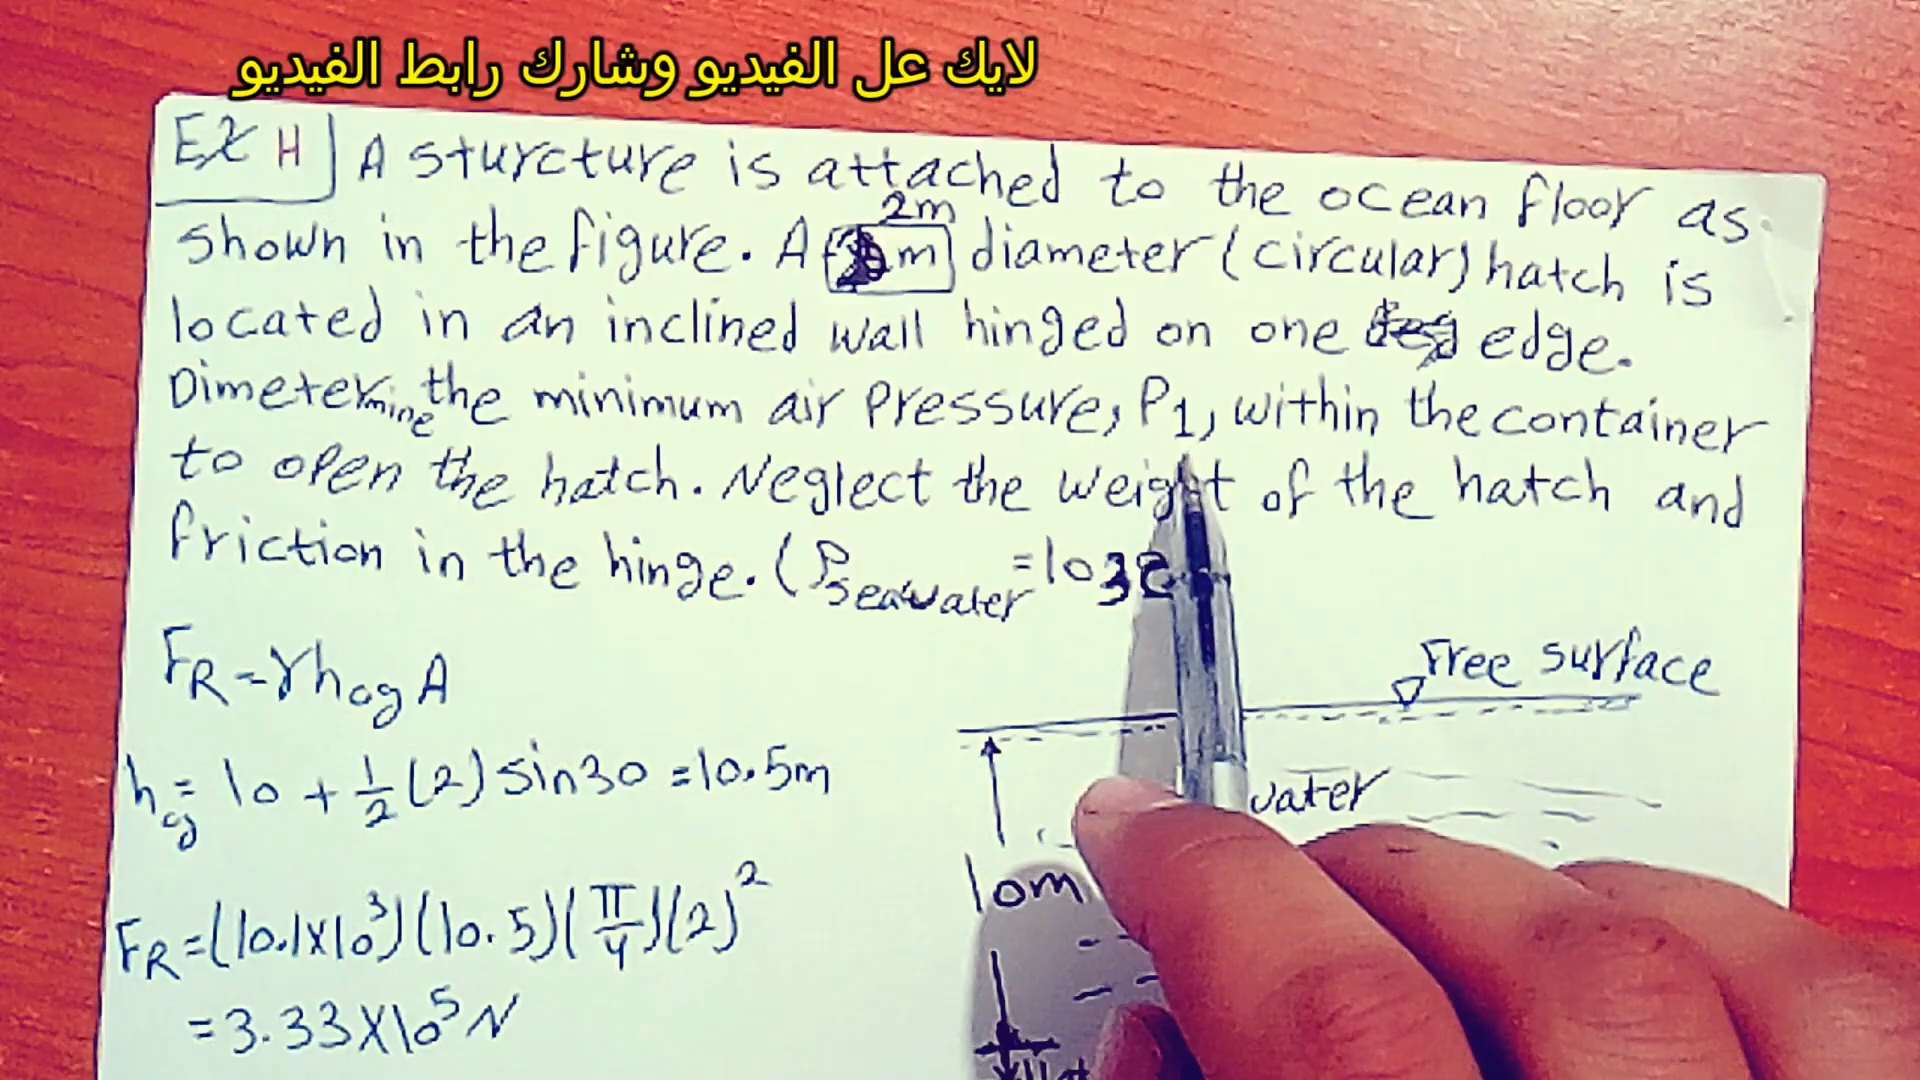 لايك عل الفيديو وشارك رابط الفيديو
EX H A sturcture is attached to the ocean floor as
2m
shown in the figure. A m diameter (circular) hatch is
located in an inclined wall hinged on one edge.
Dimetermine the minimum air pressure, P1, within the container
to open the hatch. Neglect the weight of the hatch and
friction in the hinge. (ρseawater = 103
FR = γhcgA
Free surface
hg = 10 + 1/2 (2) sin30 = 10.5m
water
10m
FR = (10.1x10³)(10.5)(π/4)(2)²
= 3.33x10⁵ N